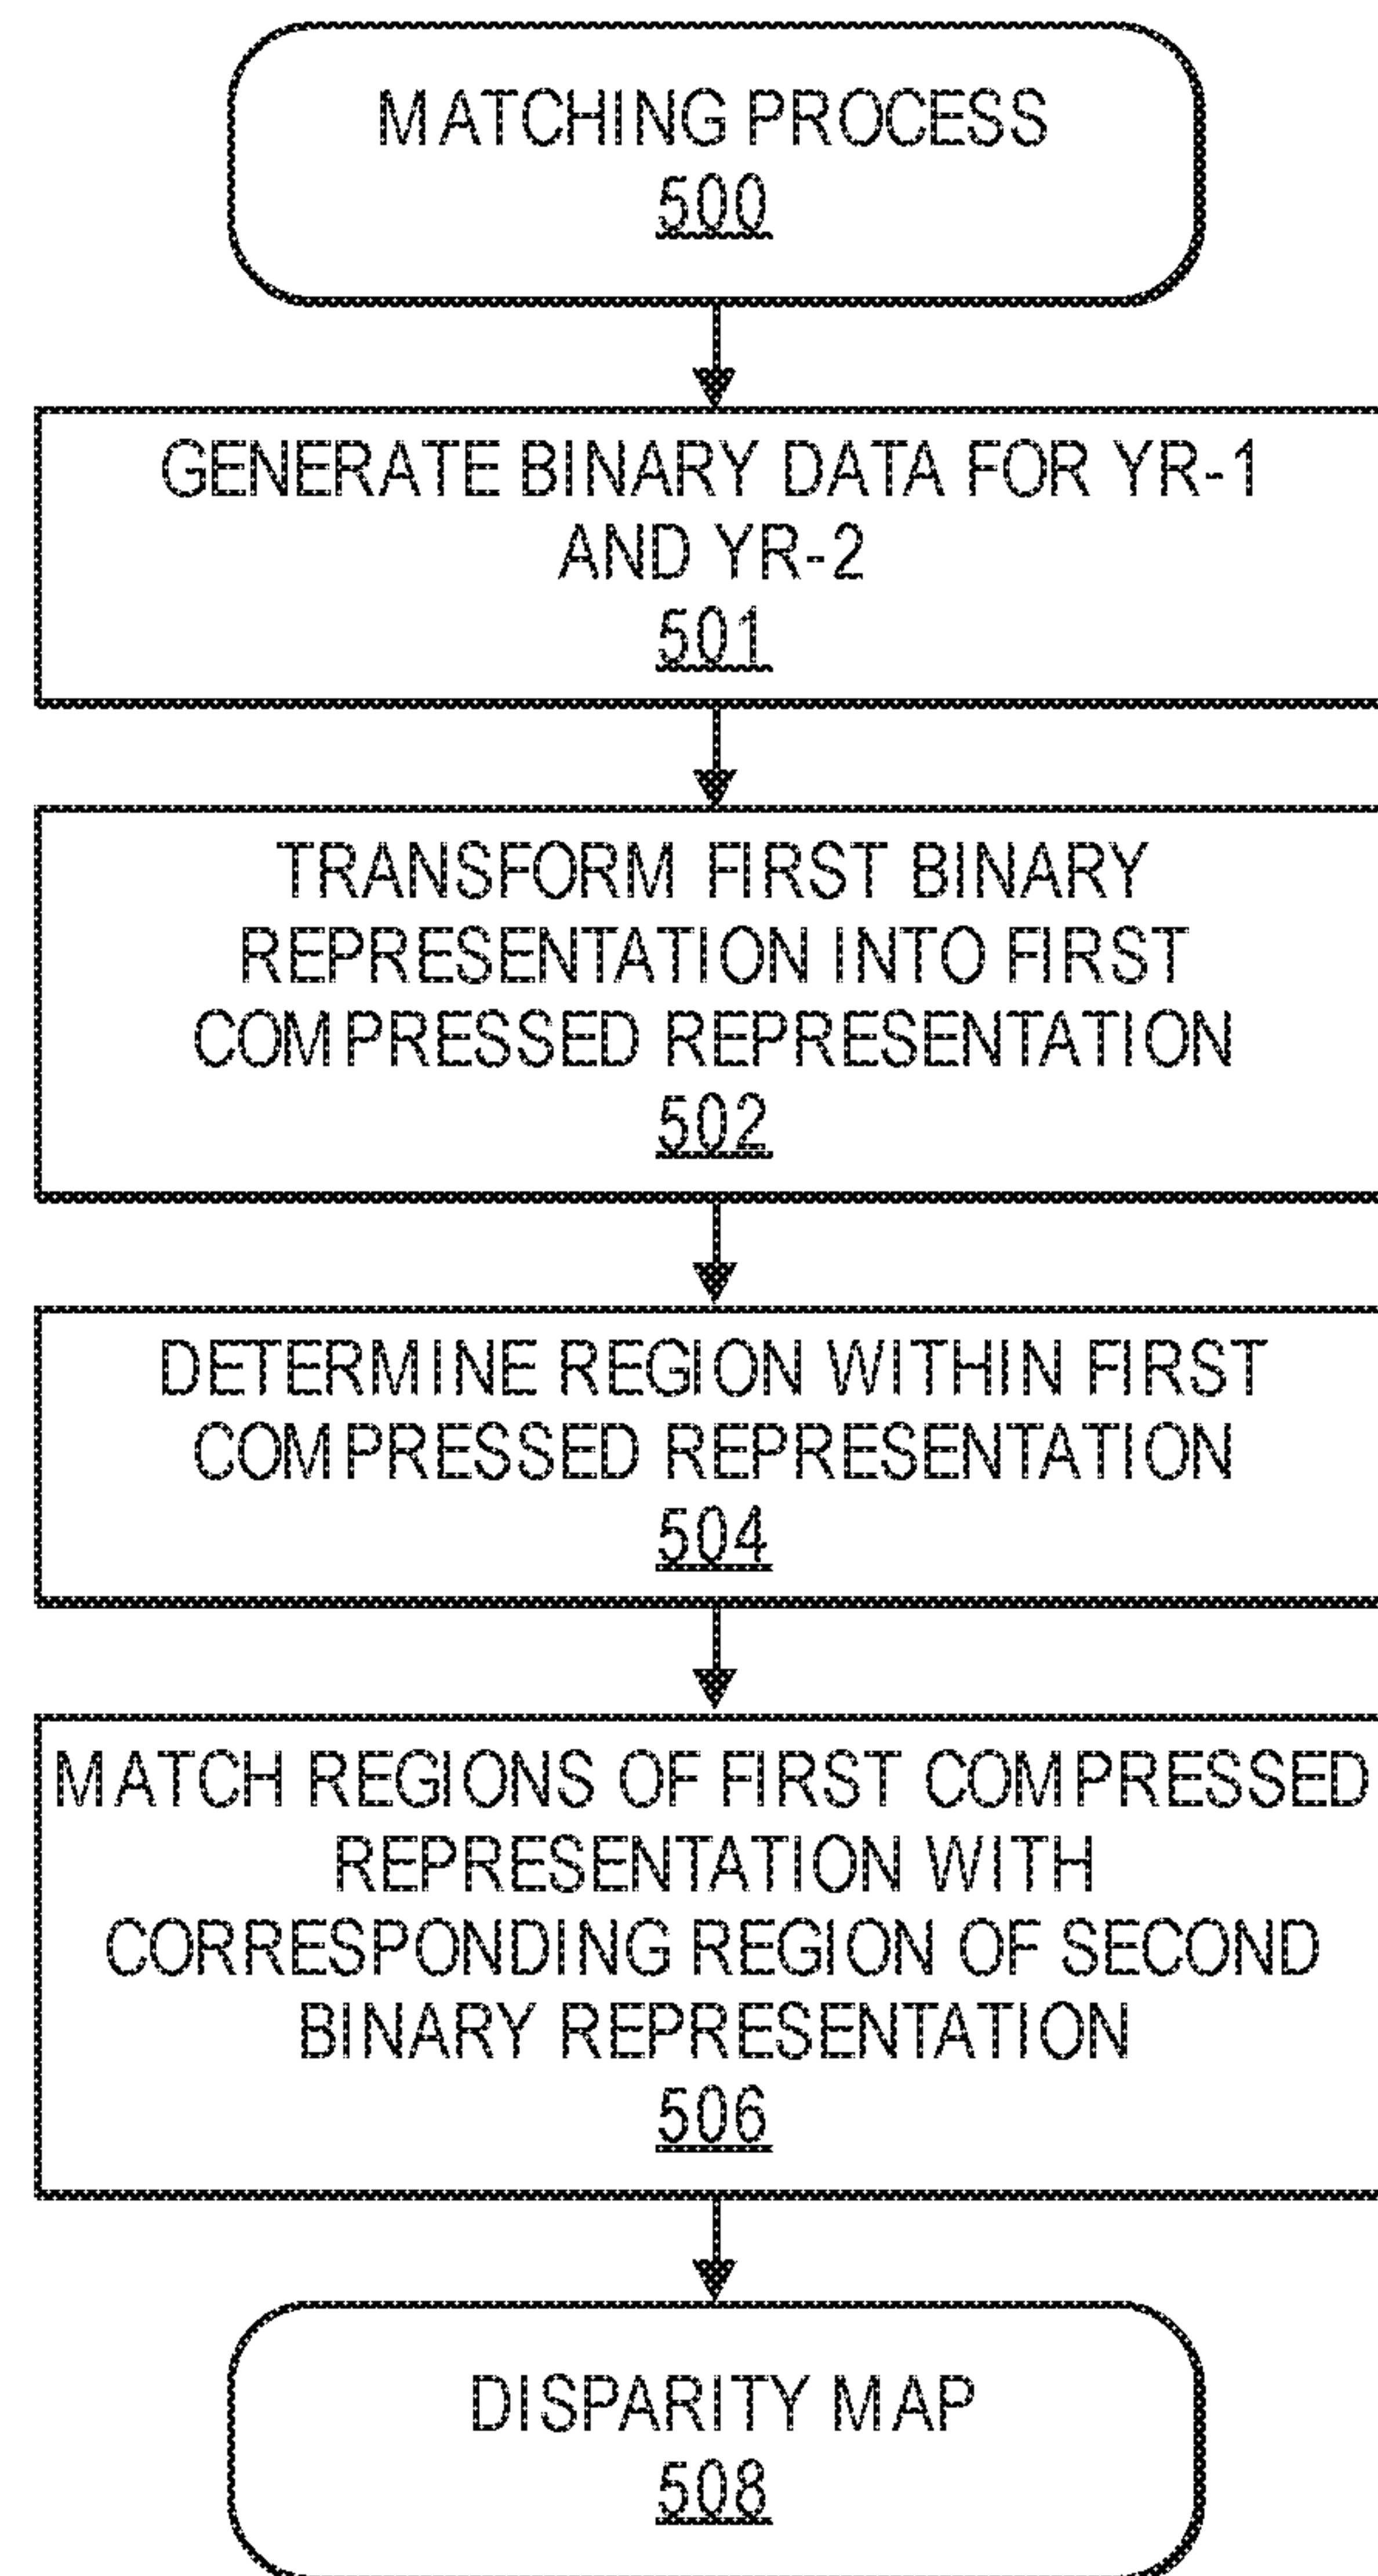 MATCHING PROCESS
500
GENERATE BINARY DATA FOR YR-1
AND YR-2
501
TRANSFORM FIRST BINARY
REPRESENTATION INTO FIRST
COMPRESSED REPRESENTATION
502
DETERMINE REGION WITHIN FIRST
COMPRESSED REPRESENTATION
504
MATCH REGIONS OF FIRST COMPRESSED
REPRESENTATION WITH
CORRESPONDING REGION OF SECOND
BINARY REPRESENTATION
506
DISPARITY MAP
508